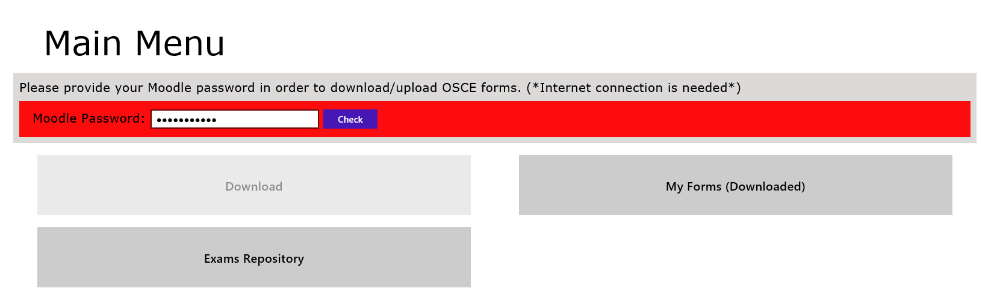 Main Menu
Please provide your Moodle password in order to download/upload OSCE forms. (*Internet connection is needed*)
Moodle Password: ••••••••••• Check
Download
My Forms (Downloaded)
Exams Repository